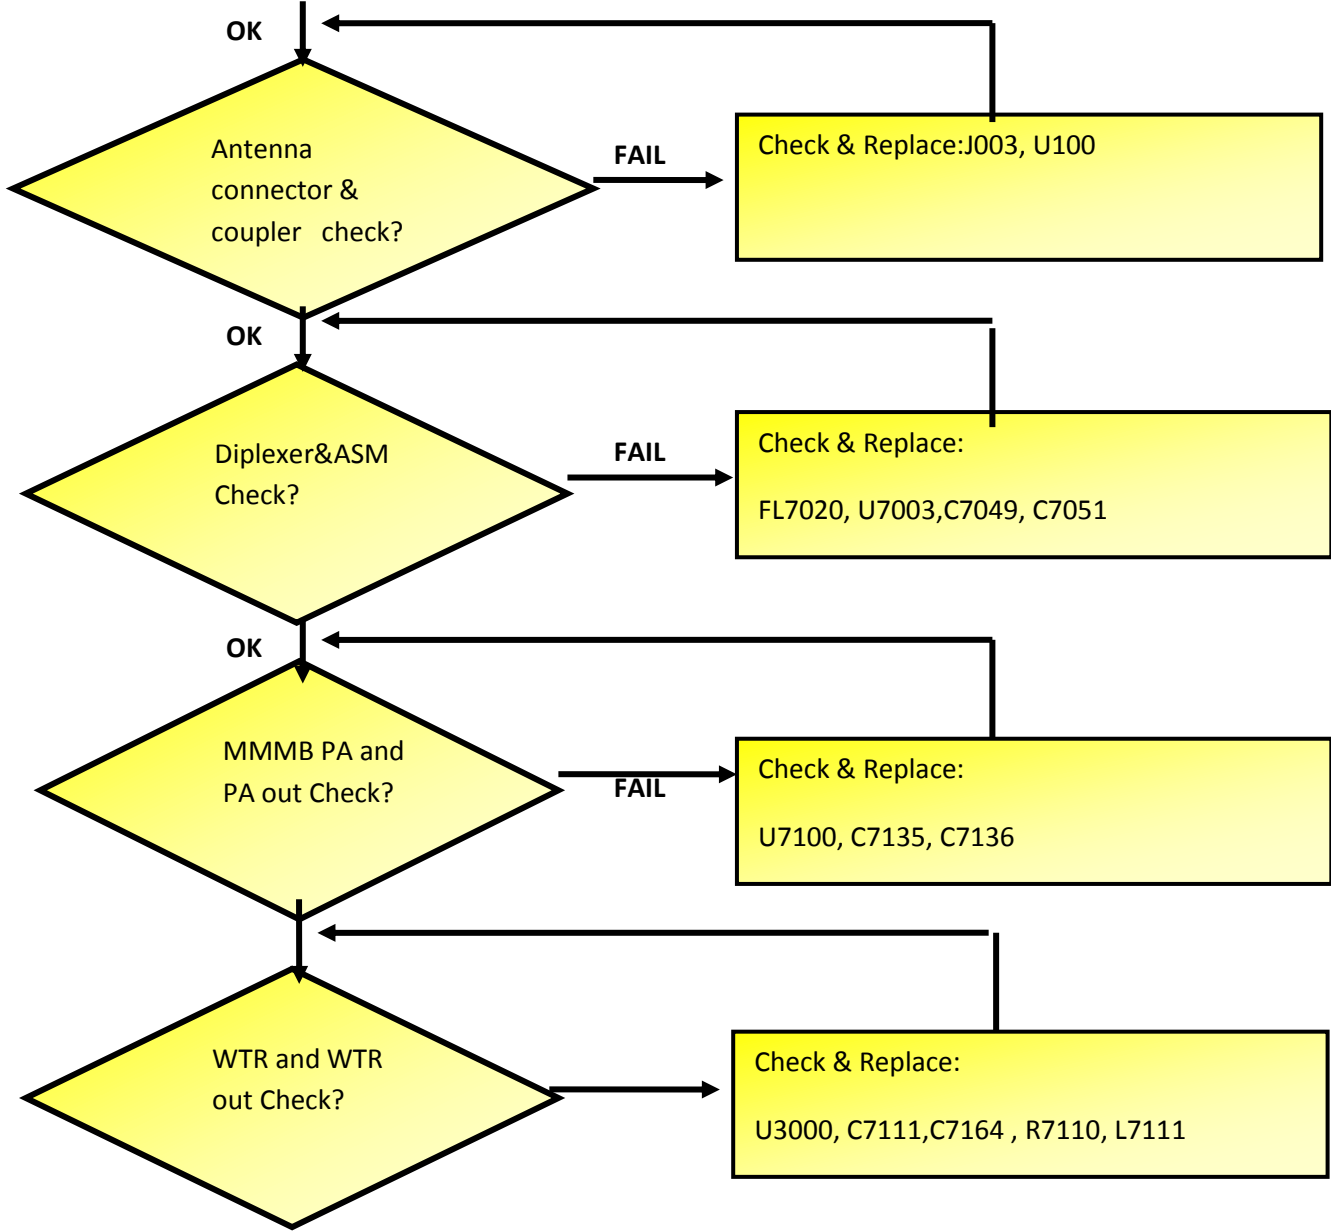 OK
Antenna
connector &
coupler check?
FAIL
Check & Replace:J003, U100
OK
Diplexer&ASM
Check?
FAIL
Check & Replace:
FL7020, U7003,C7049, C7051
OK
MMMB PA and
PA out Check?
FAIL
Check & Replace:
U7100, C7135, C7136
WTR and WTR
out Check?
Check & Replace:
U3000, C7111,C7164 , R7110, L7111